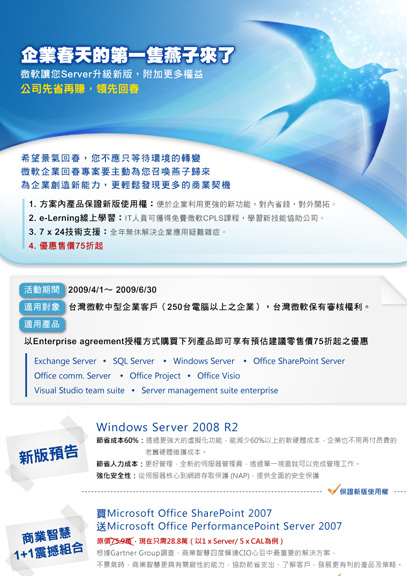 企業春天的第一隻燕子來了
微軟讓您Server升級新版，附加更多權益
公司先省再賺，領先回春
希望景氣回春，您不應只等待環境的轉變
微軟企業回春專案要主動為您召喚燕子歸來
為企業創造新能力，更輕鬆發現更多的商業契機
1. 方案內產品保證新版使用權：便於企業利用更強的新功能，對內省錢，對外開拓。
2. e-Lerning線上學習：IT人員可獲得免費微軟CPLS課程，學習新技能協助公司。
3. 7 x 24技術支援：全年無休解決企業應用疑難雜症。
4. 優惠售價75折起
活動期間 2009/4/1～ 2009/6/30
適用對象 台灣微軟中型企業客戶（250台電腦以上之企業），台灣微軟保有審核權利。
適用產品
以Enterprise agreement授權方式購買下列產品即可享有預估建議零售價75折起之優惠
Exchange Server • SQL Server • Windows Server • Office SharePoint Server
Office comm. Server • Office Project • Office Visio
Visual Studio team suite • Server management suite enterprise
新版預告
Windows Server 2008 R2
節省成本60%：透過更強大的虛擬化功能，能減少60%以上的軟硬體成本，企業也不用再付昂貴的
老舊硬體維護成本。
節省人力成本：更好管理，全新的伺服器管理員，透過單一視窗就可以完成管理工作。
強化安全性：從伺服器核心到網路存取保護 (NAP)，提供全面的安全保護
保證新版使用權
商業智慧
1+1震撼組合
買Microsoft Office SharePoint 2007
送Microsoft Office PerformancePoint Server 2007
原價75.9萬，現在只需28.8萬（以1 x Server/ 5 x CAL為例）
根據Gartner Group調查，商業智慧四度蟬連CIO心目中最重要的解決方案。
不景氣時，商業智慧更具有關鍵性的能力，協助節省支出、了解客戶、發展更有利的產品及策略。